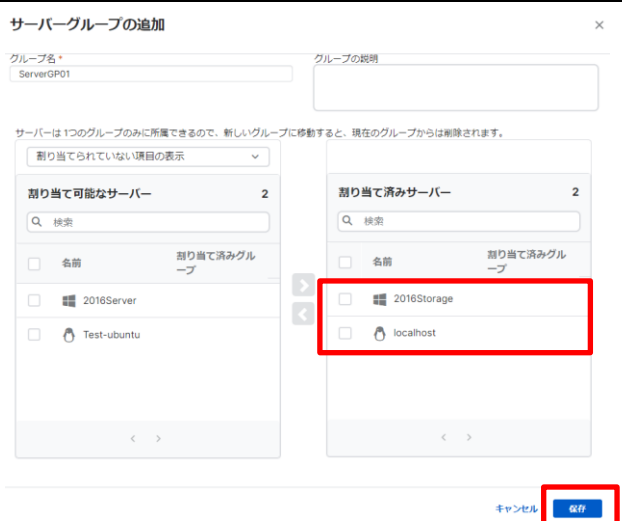 サーバーグループの追加
グループ名 *
ServerGP01
グループの説明
サーバーは1つのグループのみに所属できるので、新しいグループに移動すると、現在のグループからは削除されます。
割り当てられていない項目の表示
割り当て可能なサーバー 2
検索
名前 割り当て済みグル
ープ
2016Server
Test-ubuntu
割り当て済みサーバー 2
検索
名前 割り当て済みグル
ープ
2016Storage
localhost
キャンセル 保存